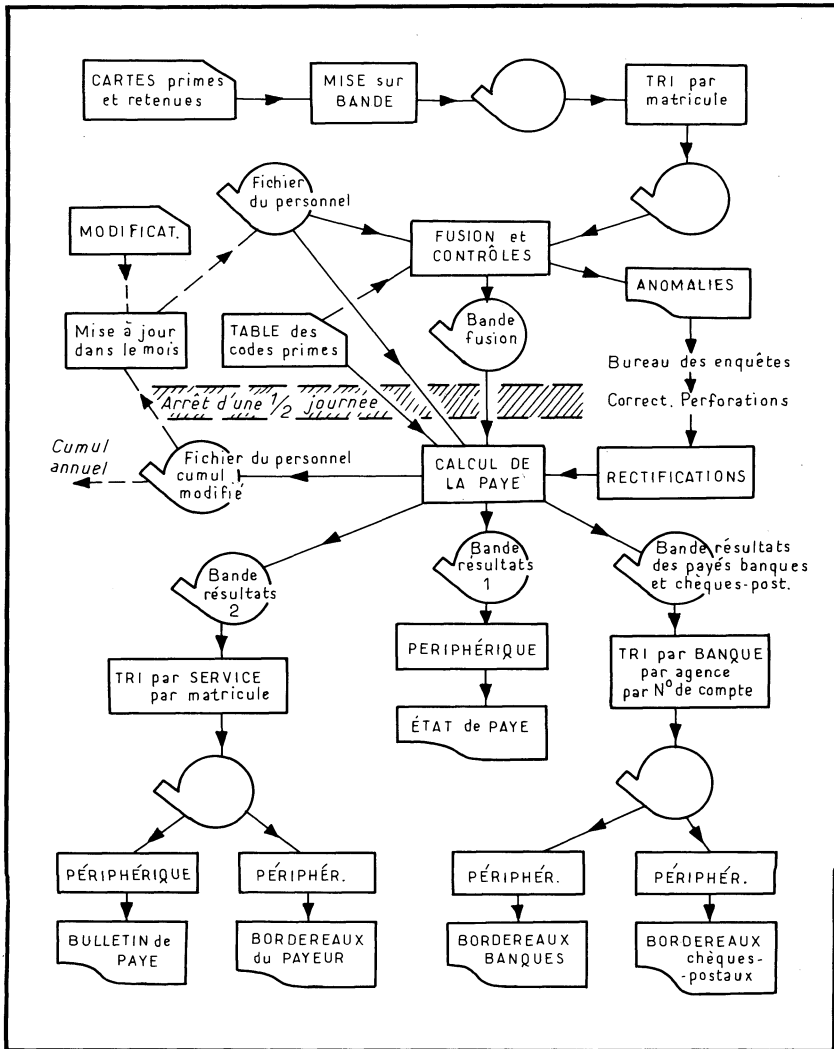 CARTES primes
et retenues
MISE sur
BANDE
TRI par
matricule
Fichier
du personnel
MODIFICAT.
FUSION et
CONTRÔLES
ANOMALIES
Mise à jour
dans le mois
TABLE des
codes primes
Bande
fusion
Bureau des enquêtes
Correct. Perforations
Arrêt d'une 1/2 journée
Cumul
annuel
Fichier du personnel
cumul
modifié
CALCUL DE
LA PAYE
RECTIFICATIONS
Bande
résultats
2
Bande
résultats
1
Bande résultats
des payés banques
et chèques-post.
TRI par SERVICE
par matricule
PERIPHÉRIQUE
TRI par BANQUE
par agence
par No de compte
ÉTAT de PAYE
PÉRIPHÉRIQUE
PÉRIPHÉR.
PÉRIPHÉR.
PÉRIPHÉR.
BULLETIN de
PAYE
BORDEREAUX
du PAYEUR
BORDEREAUX
BANQUES
BORDEREAUX
chèques-
-postaux